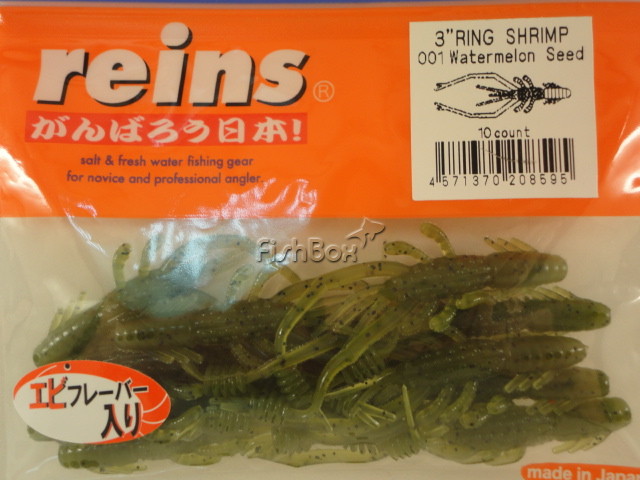 reins®
がんばろう日本!
salt & fresh water fishing gear
for navice and professional angler.
3"RING SHRIMP
001 Watermelon Seed
10 count
4 571370 208595
FishBox
エビフレーバー
入り
made in Japan